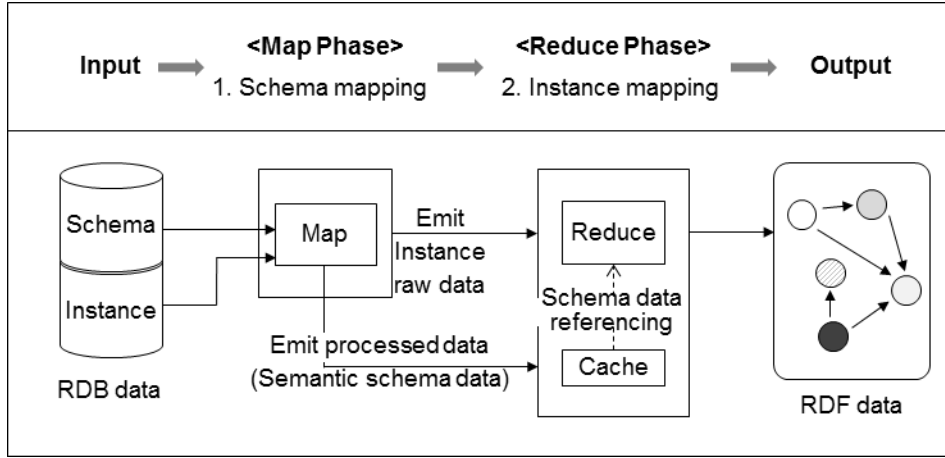 Input
<Map Phase>
1. Schema mapping
<Reduce Phase>
2. Instance mapping
Output
Schema
Instance
RDB data
Map
Emit
Instance
raw data
Emit processed data
(Semantic schema data)
Reduce
Schema data
referencing
Cache
RDF data